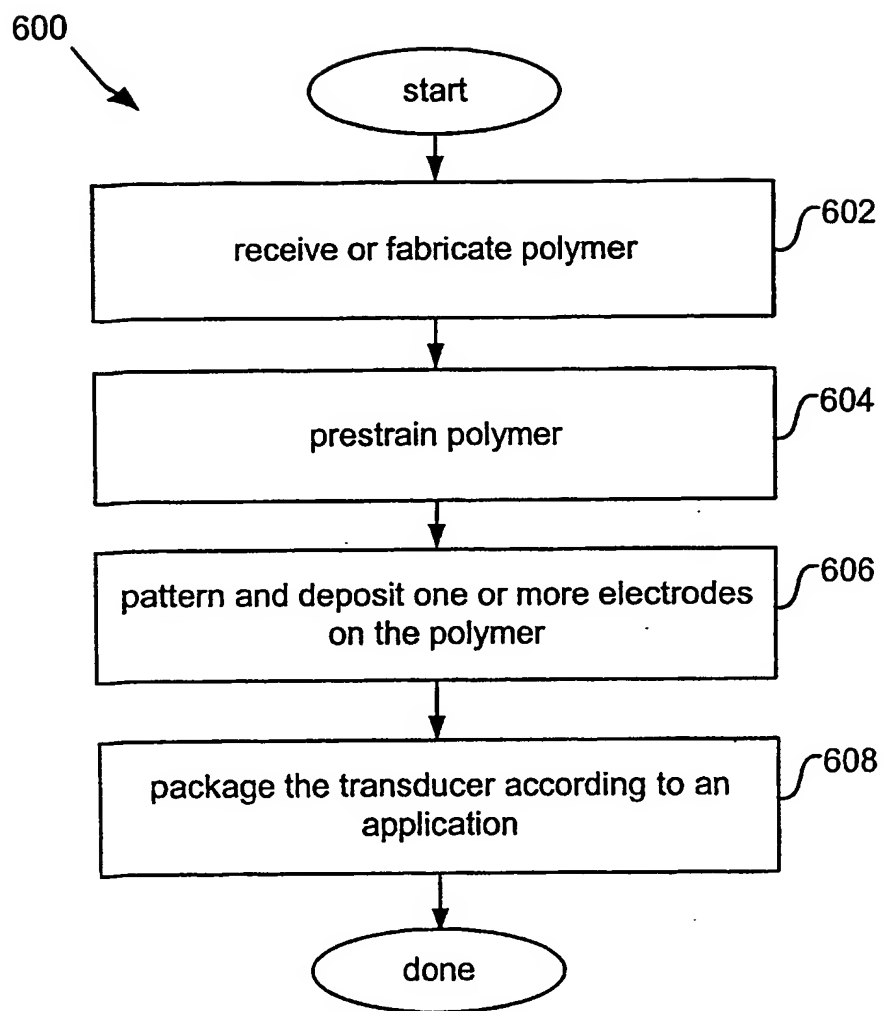 600
start
602
receive or fabricate polymer
604
prestrain polymer
606
pattern and deposit one or more electrodes
on the polymer
608
package the transducer according to an
application
done